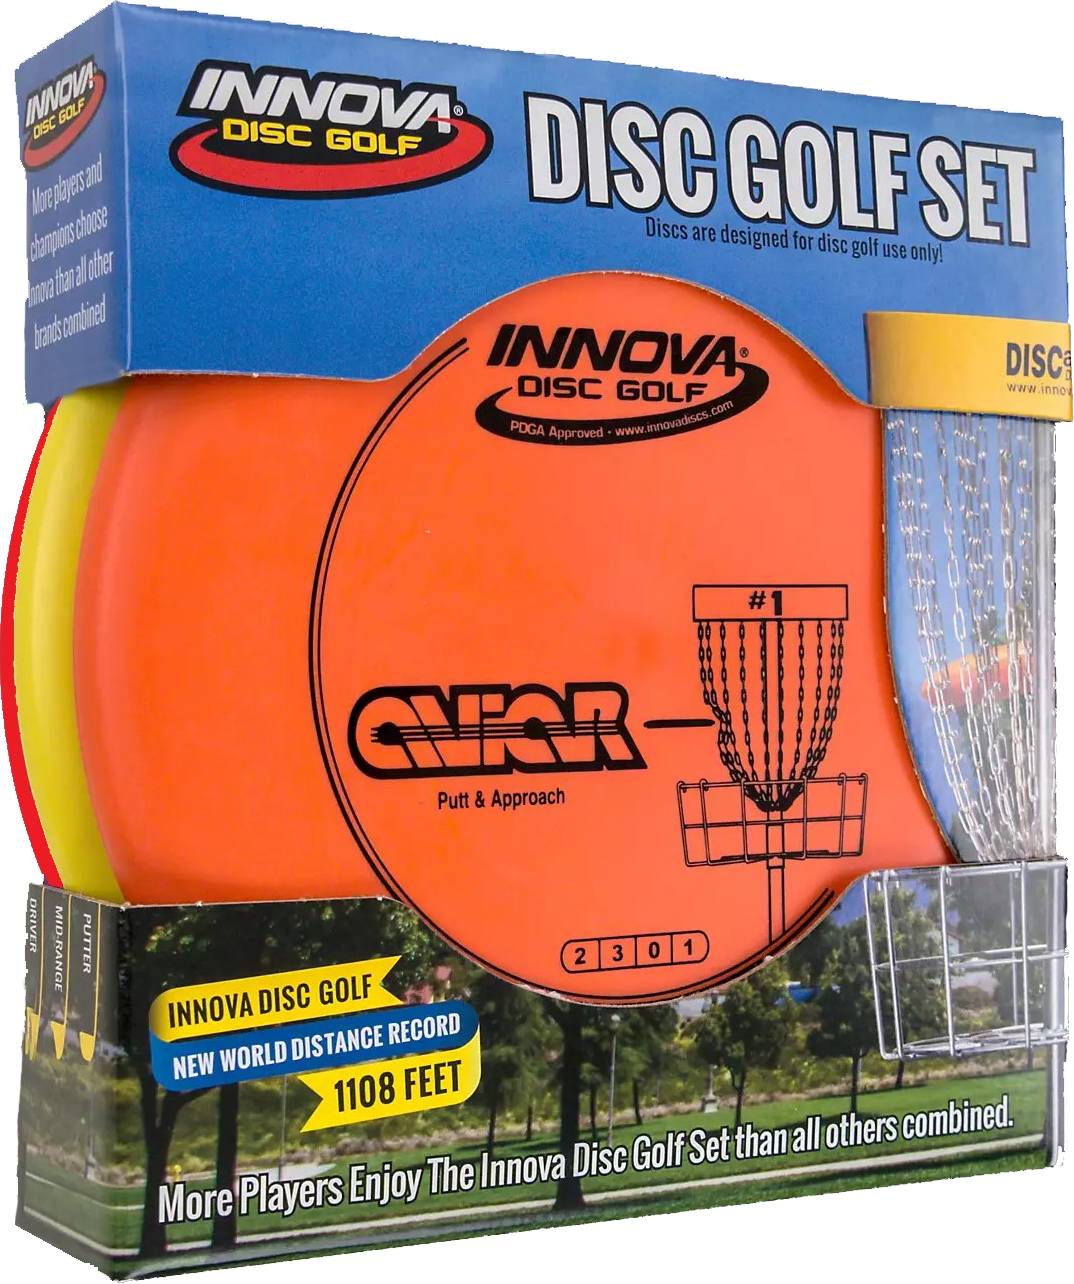 INNOVA
DISC GOLF
More players and
champions choose
Innova than all other
brands combined
INNOVA®
DISC GOLF
DISC GOLF SET
Discs are designed for disc golf use only!
DISC
www.innov
INNOVA®
DISC GOLF
PDGA Approved • www.innovadiscs.com
#1
AVIAR
Putt & Approach
2 3 0 1
DRIVER
MID-RANGE
PUTTER
INNOVA DISC GOLF
NEW WORLD DISTANCE RECORD
1108 FEET
More Players Enjoy The Innova Disc Golf Set than all others combined.